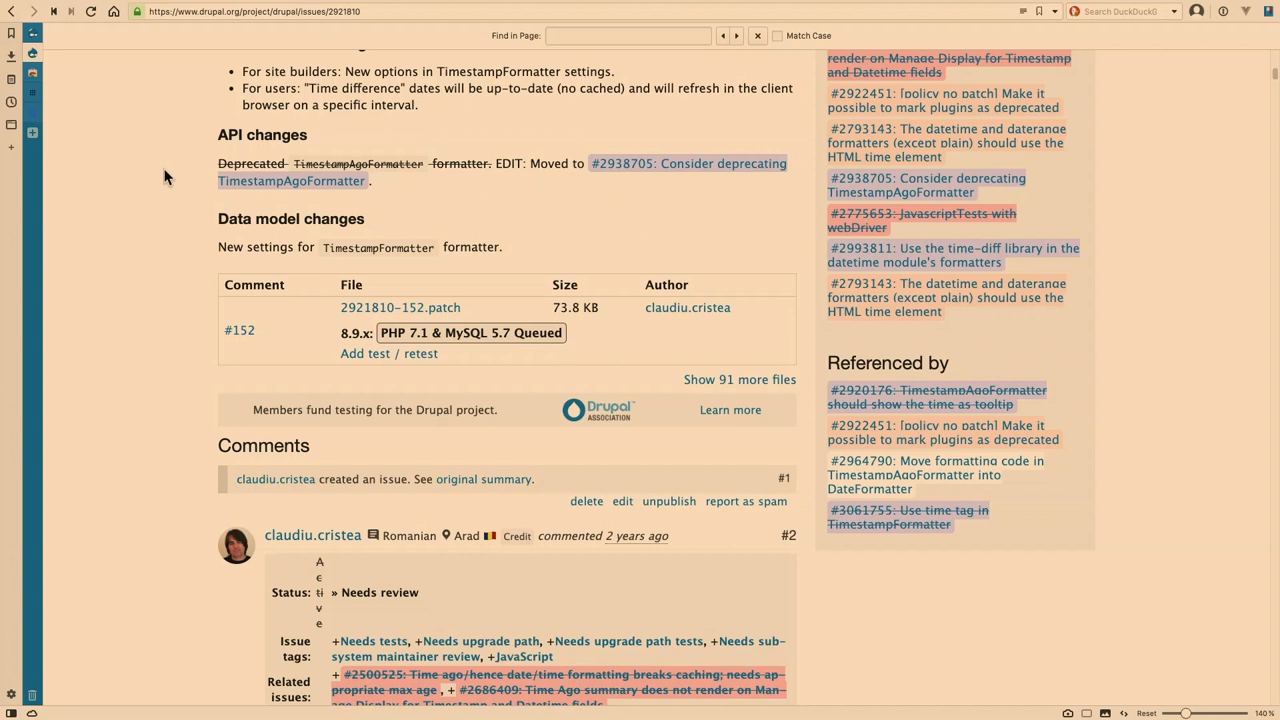 https://www.drupal.org/project/drupal/issues/2921810
Search DuckDuckG
Find in Page:
Match Case
For site builders: New options in TimestampFormatter settings.
For users: "Time difference" dates will be up-to-date (no cached) and will refresh in the client
browser on a specific interval.
API changes
Deprecated TimestampAgoFormatter formatter. EDIT: Moved to #2938705: Consider deprecating
TimestampAgoFormatter .
Data model changes
New settings for TimestampFormatter formatter.
Comment File Size Author
2921810-152.patch 73.8 KB claudiu.cristea
#152
8.9.x: PHP 7.1 & MySQL 5.7 Queued
Add test / retest
Show 91 more files
Members fund testing for the Drupal project. Drupal ASSOCIATION Learn more
Comments
claudiu.cristea created an issue. See original summary. #1
delete edit unpublish report as spam
claudiu.cristea Romanian Arad Credit commented 2 years ago #2
Status: Active » Needs review
Issue tags: +Needs tests, +Needs upgrade path, +Needs upgrade path tests, +Needs sub-
system maintainer review, +JavaScript
Related issues: + #2500525: Time ago/hence date/time formatting breaks caching; needs ap-
propriate max age , + #2686409: Time Ago summary does not render on Man-
age Display for Timestamp and Datetime fields
render on Manage Display for Timestamp
and Datetime fields
#2922451: [policy no patch] Make it
possible to mark plugins as deprecated
#2793143: The datetime and daterange
formatters (except plain) should use the
HTML time element
#2938705: Consider deprecating
TimestampAgoFormatter
#2775653: JavascriptTests with
webDriver
#2993811: Use the time-diff library in the
datetime module's formatters
#2793143: The datetime and daterange
formatters (except plain) should use the
HTML time element
Referenced by
#2920176: TimestampAgoFormatter
should show the time as tooltip
#2922451: [policy no patch] Make it
possible to mark plugins as deprecated
#2964790: Move formatting code in
TimestampAgoFormatter into
DateFormatter
#3061755: Use time tag in
TimestampFormatter
Reset 140 %